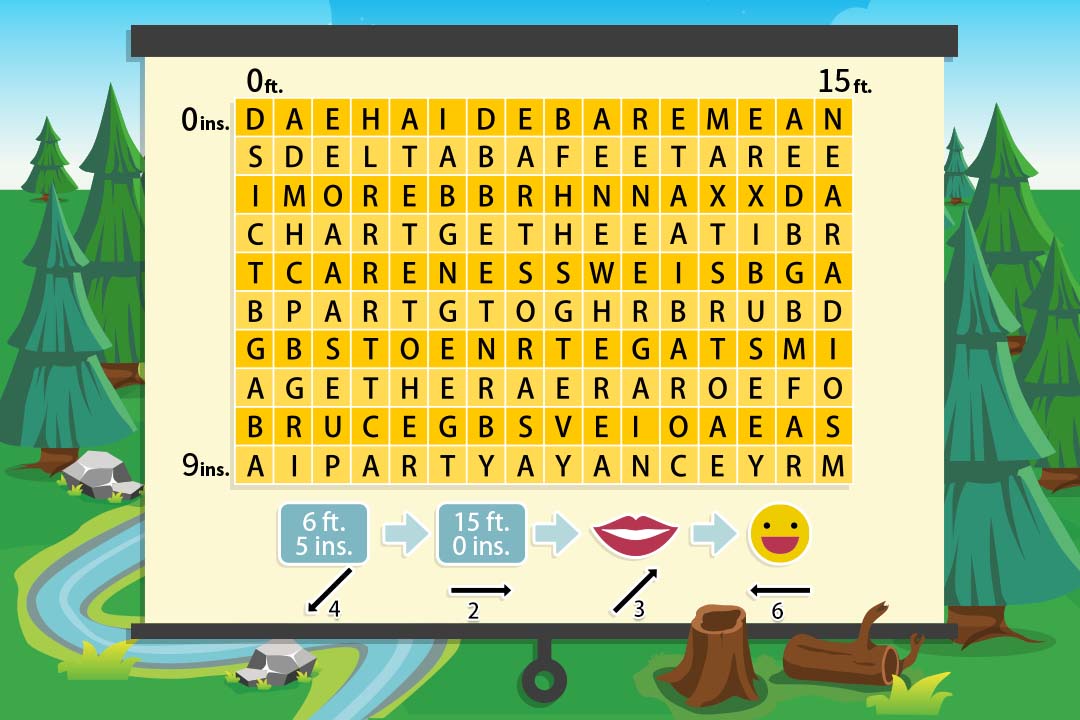 0ft. 15ft.
0ins. D A E H A I D E B A R E M E A N
S D E L T A B A F E E T A R E E
I M O R E B B R H N N A X X D A
C H A R T G E T H E E A T I B R
T C A R E N E S S W E I S B G A
B P A R T G T O G H R B R U B D
G B S T O E N R T E G A T S M I
A G E T H E R A E R A R O E F O
B R U C E G B S V E I O A E A S
9ins. A I P A R T Y A Y A N C E Y R M
6 ft.
5 ins.
15 ft.
0 ins.
4 2 3 6